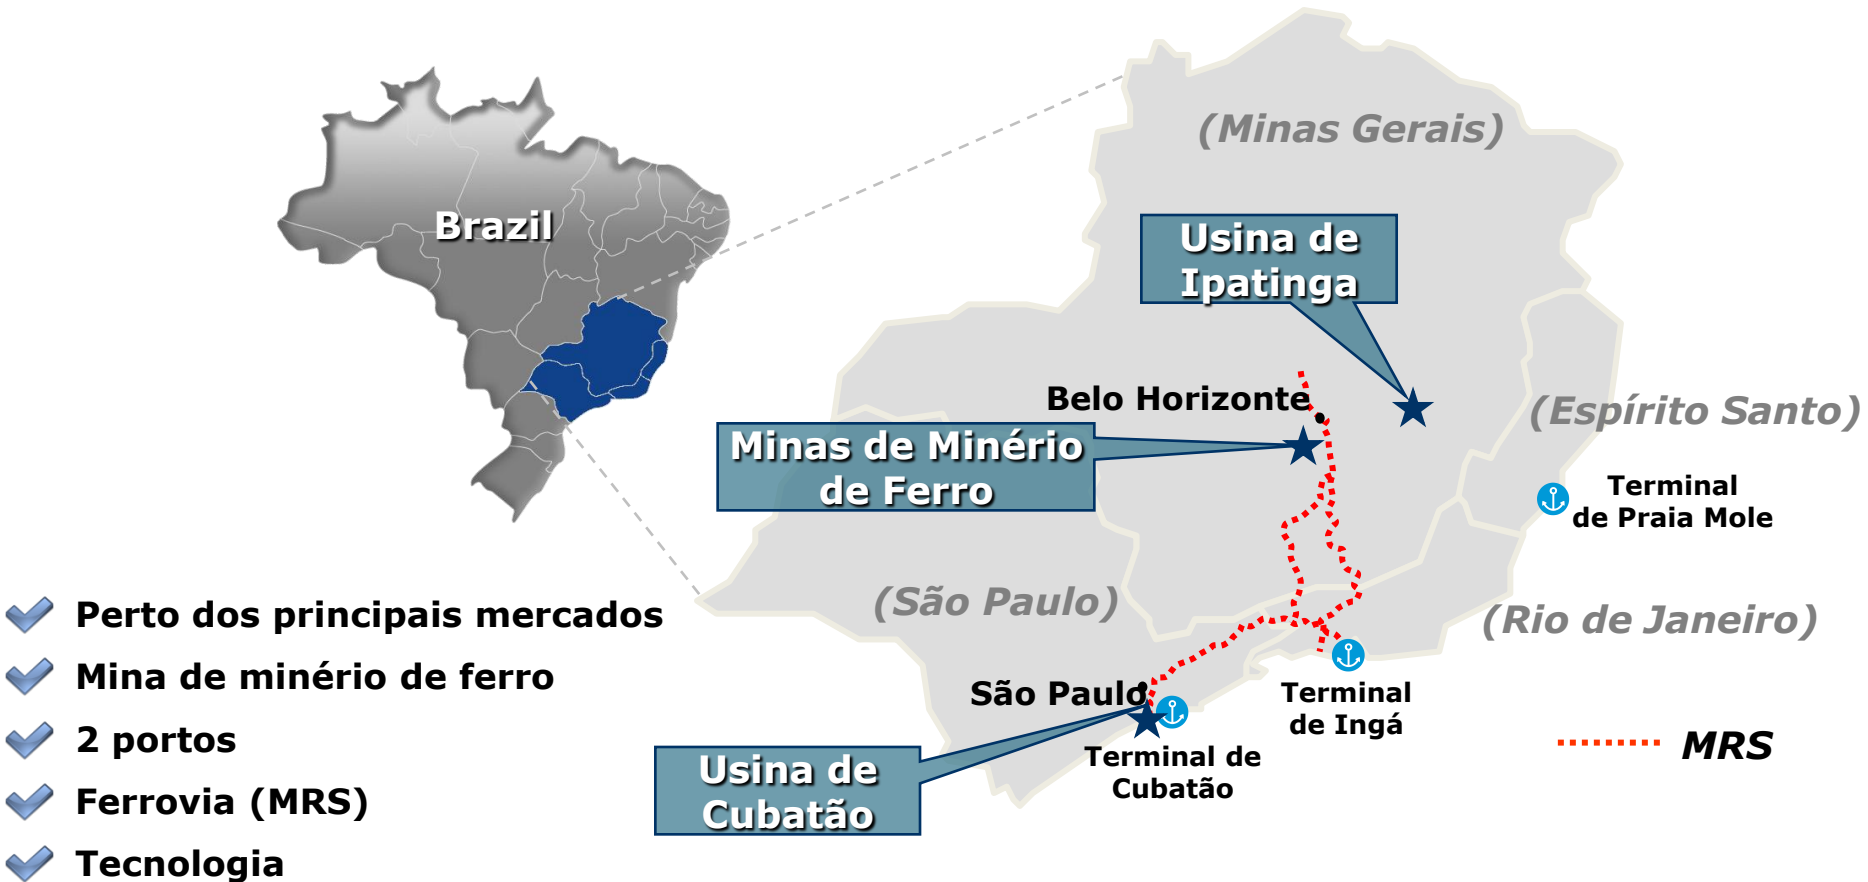 Brazil
(Minas Gerais)
Usina de
Ipatinga
Belo Horizonte
(Espírito Santo)
Minas de Minério
de Ferro
Terminal
de Praia Mole
(São Paulo)
(Rio de Janeiro)
São Paulo
Terminal
de Ingá
MRS
Terminal de
Cubatão
Usina de
Cubatão
Perto dos principais mercados
Mina de minério de ferro
2 portos
Ferrovia (MRS)
Tecnologia